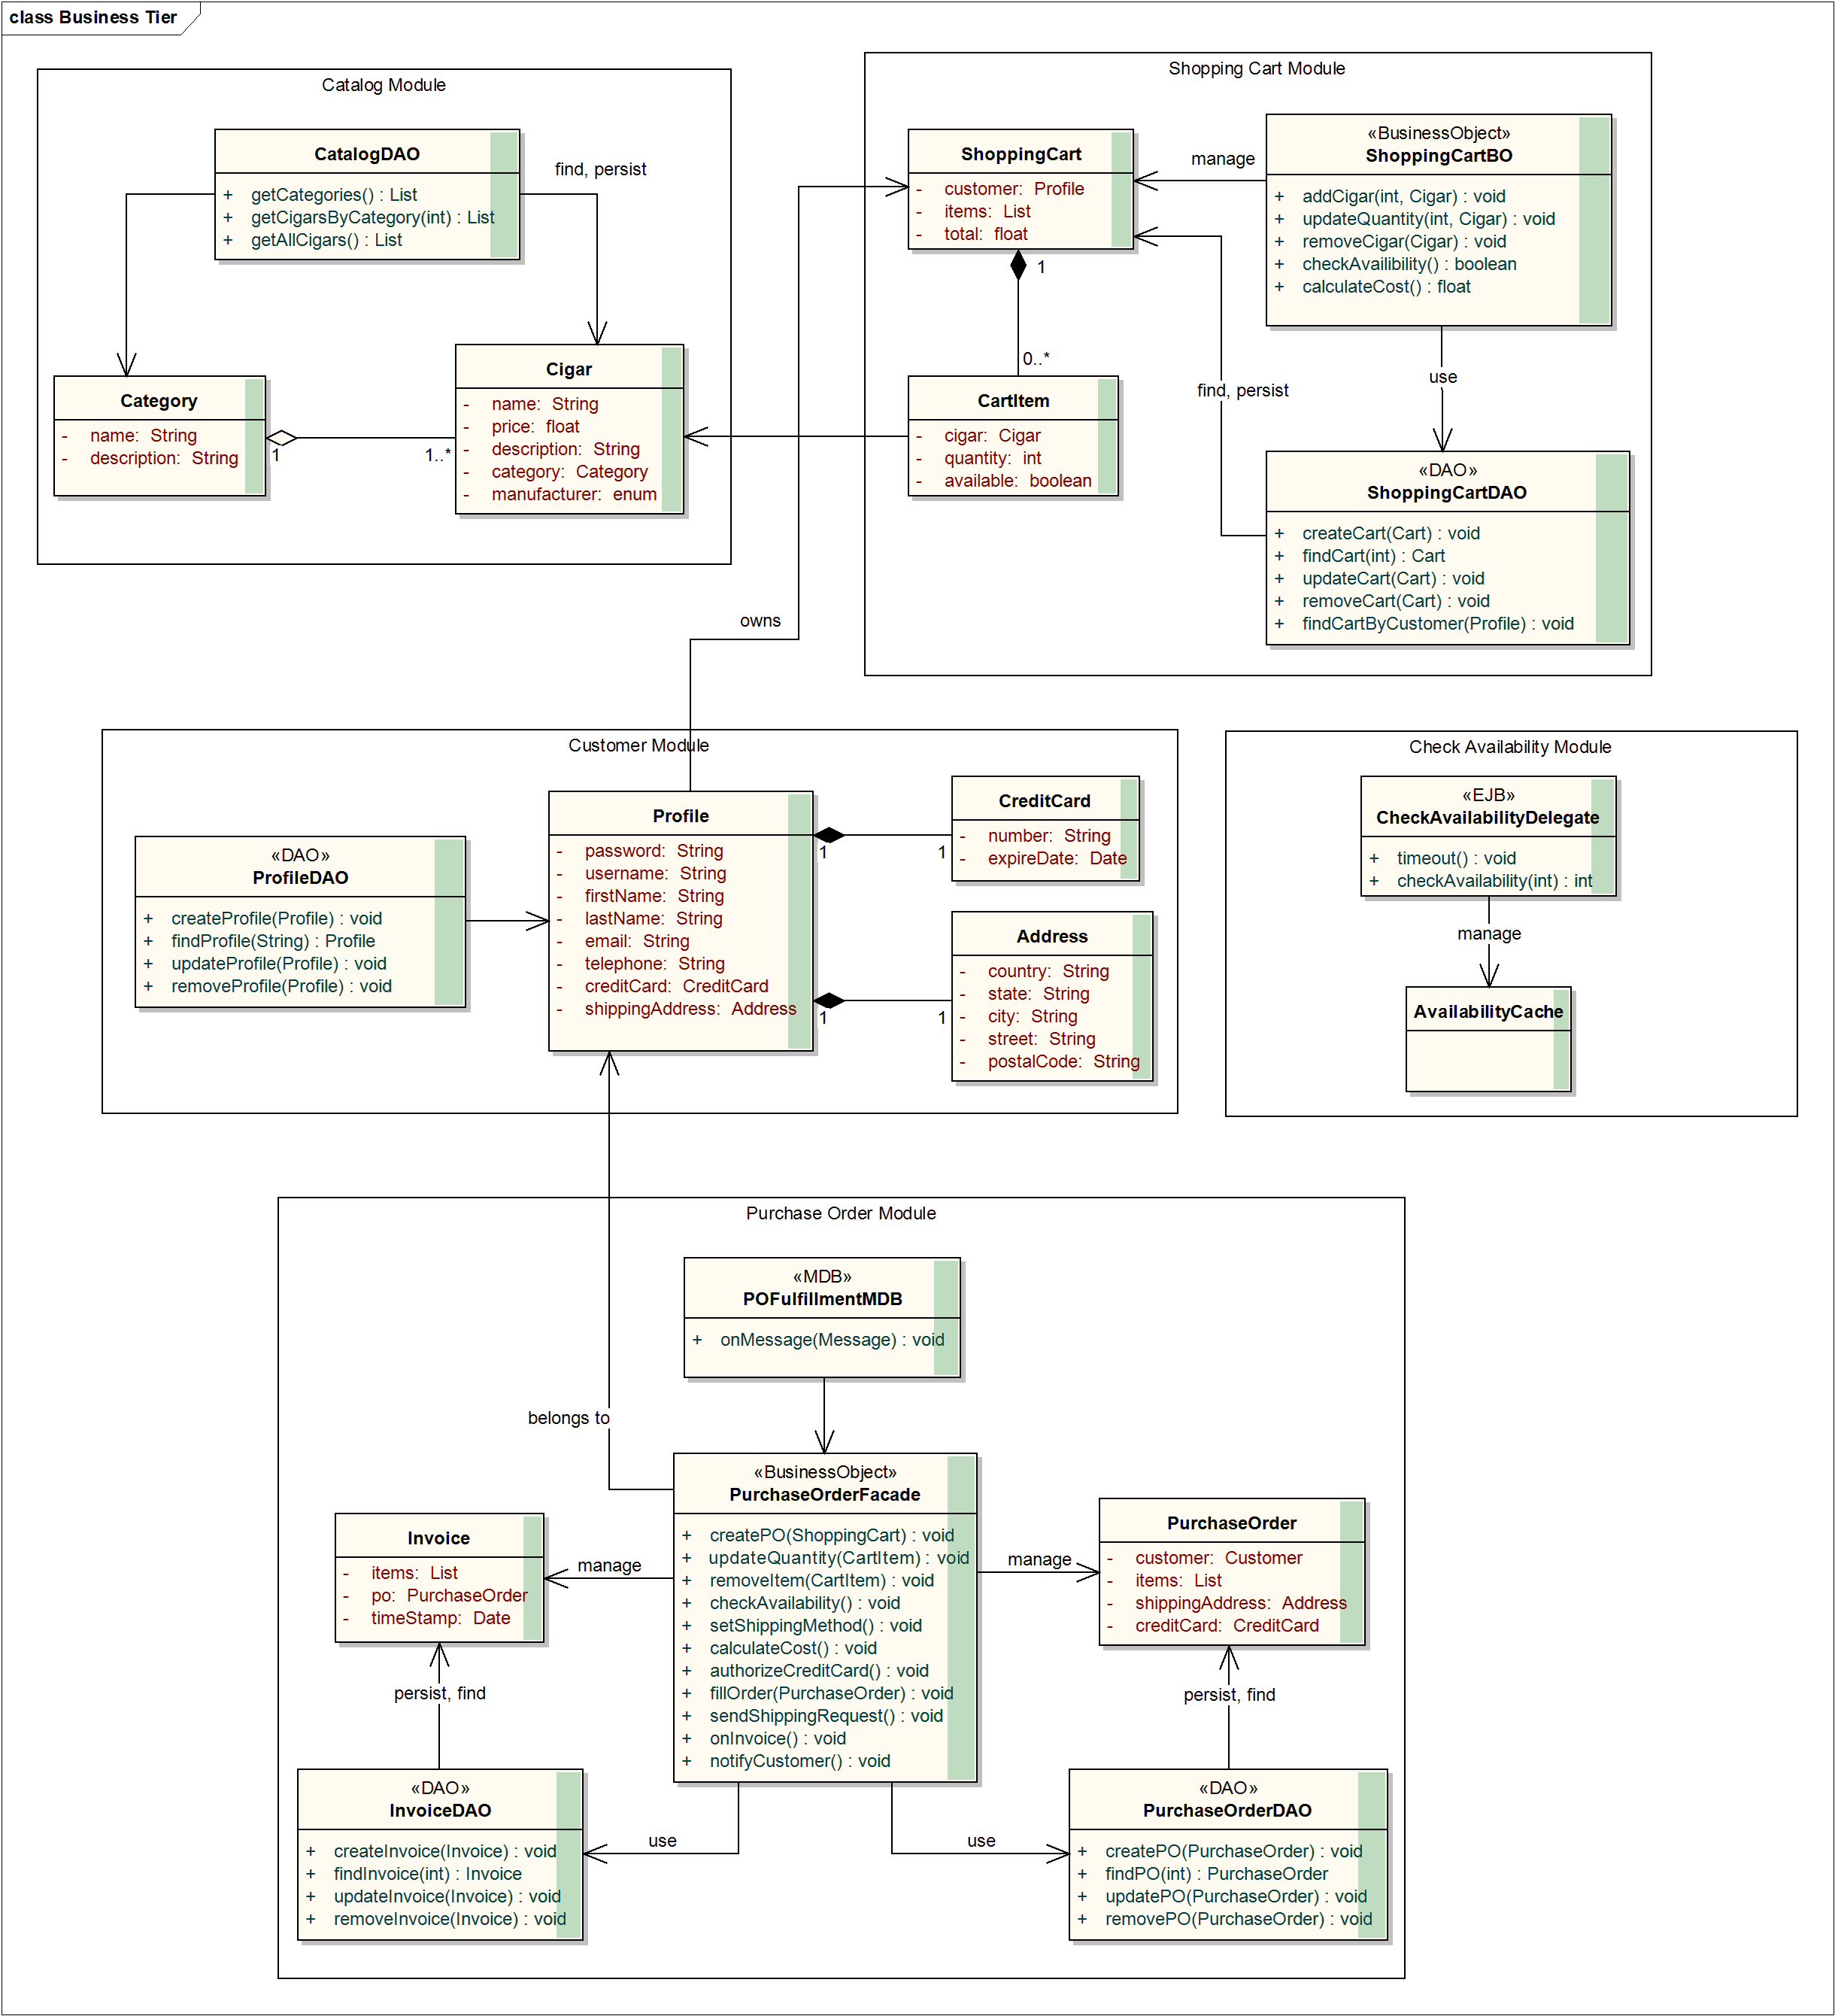 class Business Tier
Catalog Module
CatalogDAO
+ getCategories() : List
+ getCigarsByCategory(int) : List
+ getAllCigars() : List
find, persist
Category
- name: String
- description: String
1
1..*
Cigar
- name: String
- price: float
- description: String
- category: Category
- manufacturer: enum
Shopping Cart Module
ShoppingCart
- customer: Profile
- items: List
- total: float
manage
«BusinessObject»
ShoppingCartBO
+ addCigar(int, Cigar) : void
+ updateQuantity(int, Cigar) : void
+ removeCigar(Cigar) : void
+ checkAvailibility() : boolean
+ calculateCost() : float
1
0..*
CartItem
- cigar: Cigar
- quantity: int
- available: boolean
find, persist
use
«DAO»
ShoppingCartDAO
+ createCart(Cart) : void
+ findCart(int) : Cart
+ updateCart(Cart) : void
+ removeCart(Cart) : void
+ findCartByCustomer(Profile) : void
owns
Customer Module
«DAO»
ProfileDAO
+ createProfile(Profile) : void
+ findProfile(String) : Profile
+ updateProfile(Profile) : void
+ removeProfile(Profile) : void
Profile
- password: String
- username: String
- firstName: String
- lastName: String
- email: String
- telephone: String
- creditCard: CreditCard
- shippingAddress: Address
1
1
CreditCard
- number: String
- expireDate: Date
1
1
Address
- country: String
- state: String
- city: String
- street: String
- postalCode: String
Check Availability Module
«EJB»
CheckAvailabilityDelegate
+ timeout() : void
+ checkAvailability(int) : int
manage
AvailabilityCache
Purchase Order Module
«MDB»
POFulfillmentMDB
+ onMessage(Message) : void
belongs to
«BusinessObject»
PurchaseOrderFacade
+ createPO(ShoppingCart) : void
+ updateQuantity(CartItem) : void
+ removeItem(CartItem) : void
+ checkAvailability() : void
+ setShippingMethod() : void
+ calculateCost() : void
+ authorizeCreditCard() : void
+ fillOrder(PurchaseOrder) : void
+ sendShippingRequest() : void
+ onInvoice() : void
+ notifyCustomer() : void
Invoice
- items: List
- po: PurchaseOrder
- timeStamp: Date
manage
manage
PurchaseOrder
- customer: Customer
- items: List
- shippingAddress: Address
- creditCard: CreditCard
persist, find
persist, find
«DAO»
InvoiceDAO
+ createInvoice(Invoice) : void
+ findInvoice(int) : Invoice
+ updateInvoice(Invoice) : void
+ removeInvoice(Invoice) : void
use
use
«DAO»
PurchaseOrderDAO
+ createPO(PurchaseOrder) : void
+ findPO(int) : PurchaseOrder
+ updatePO(PurchaseOrder) : void
+ removePO(PurchaseOrder) : void